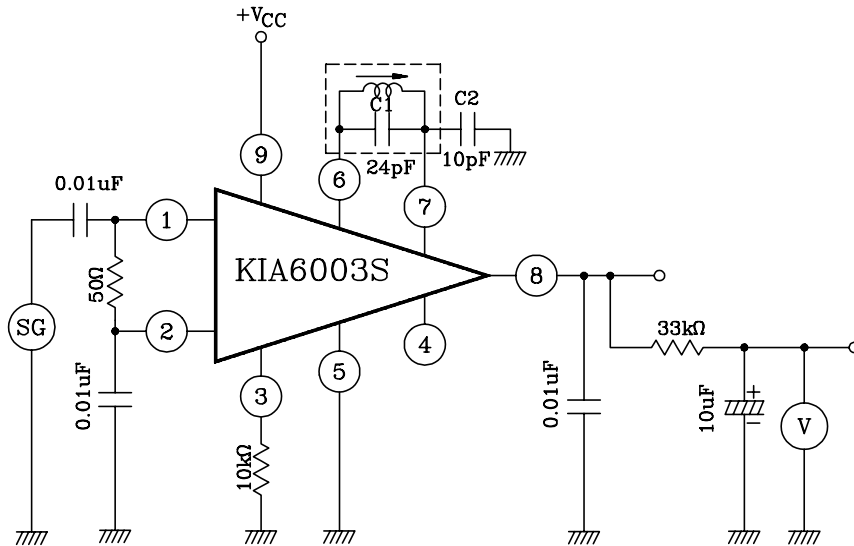 +VCC
C1
C2
24pF
10pF
9
6
7
0.01uF
1
50Ω
KIA6003S
8
SG
2
33kΩ
4
5
3
0.01uF
10kΩ
0.01uF
10uF
+
−
V